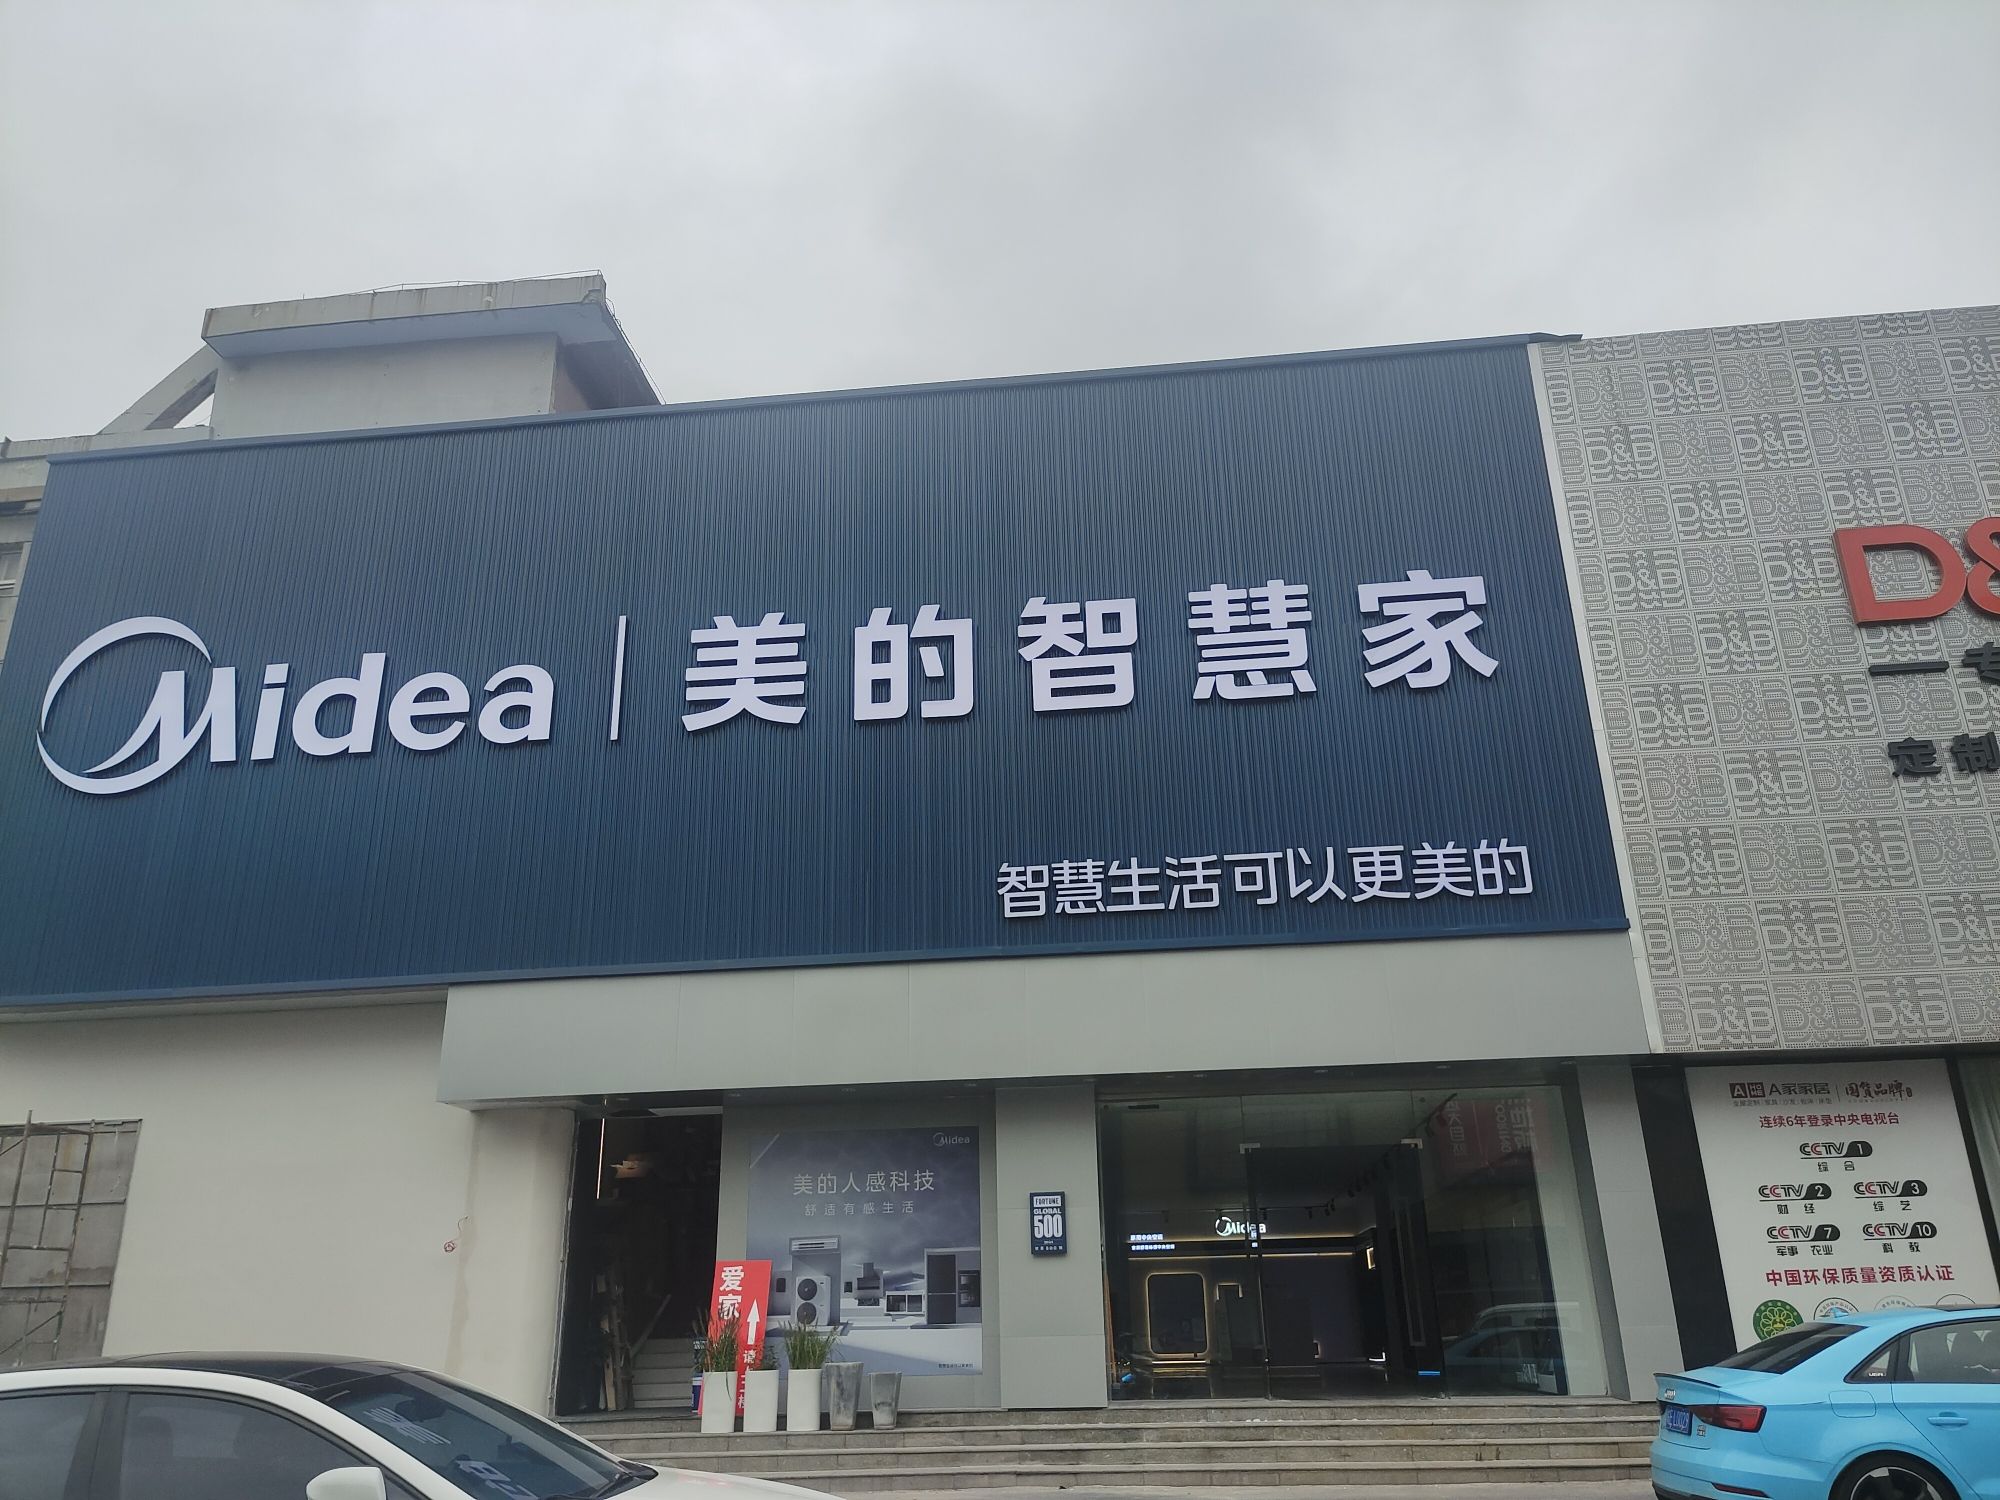 Midea | 美的智慧家
智慧生活可以更美的
D&
定制
Midea
美的人感科技
舒适有感生活
FORTUNE
GLOBAL
500
Midea
爱家
A家家居 | 国货品牌
连续6年登录中央电视台
CCTV 1
综合
CCTV 2 CCTV 3
财经 综艺
CCTV 7 CCTV 10
军事 农业 科教
中国环保质量资质认证
D&B